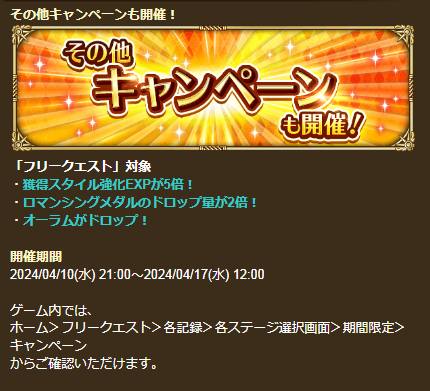 その他キャンペーンも開催！
その他
キャンペーン
も開催!
「フリークエスト」対象
・獲得スタイル強化EXPが5倍！
・ロマンシングメダルのドロップ量が2倍！
・オーラムがドロップ！
開催期間
2024/04/10(水) 21:00～2024/04/17(水) 12:00
ゲーム内では、
ホーム＞フリークエスト＞各記録＞各ステージ選択画面＞期間限定＞
キャンペーン
からご確認いただけます。